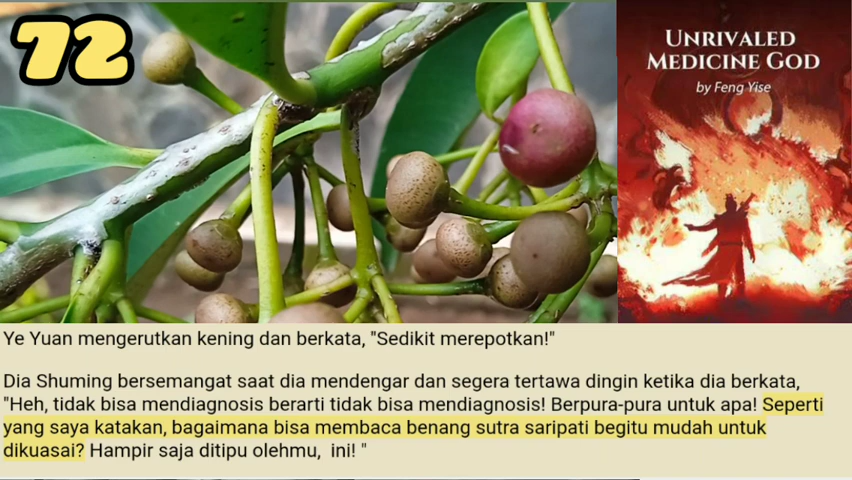 72
UNRIVALED
MEDICINE GOD
by Feng Yise
Ye Yuan mengerutkan kening dan berkata, "Sedikit merepotkan!"
Dia Shuming bersemangat saat dia mendengar dan segera tertawa dingin ketika dia berkata,
"Heh, tidak bisa mendiagnosis berarti tidak bisa mendiagnosis! Berpura-pura untuk apa! Seperti
yang saya katakan, bagaimana bisa membaca benang sutra saripati begitu mudah untuk
dikuasai? Hampir saja ditipu olehmu,  ini! "